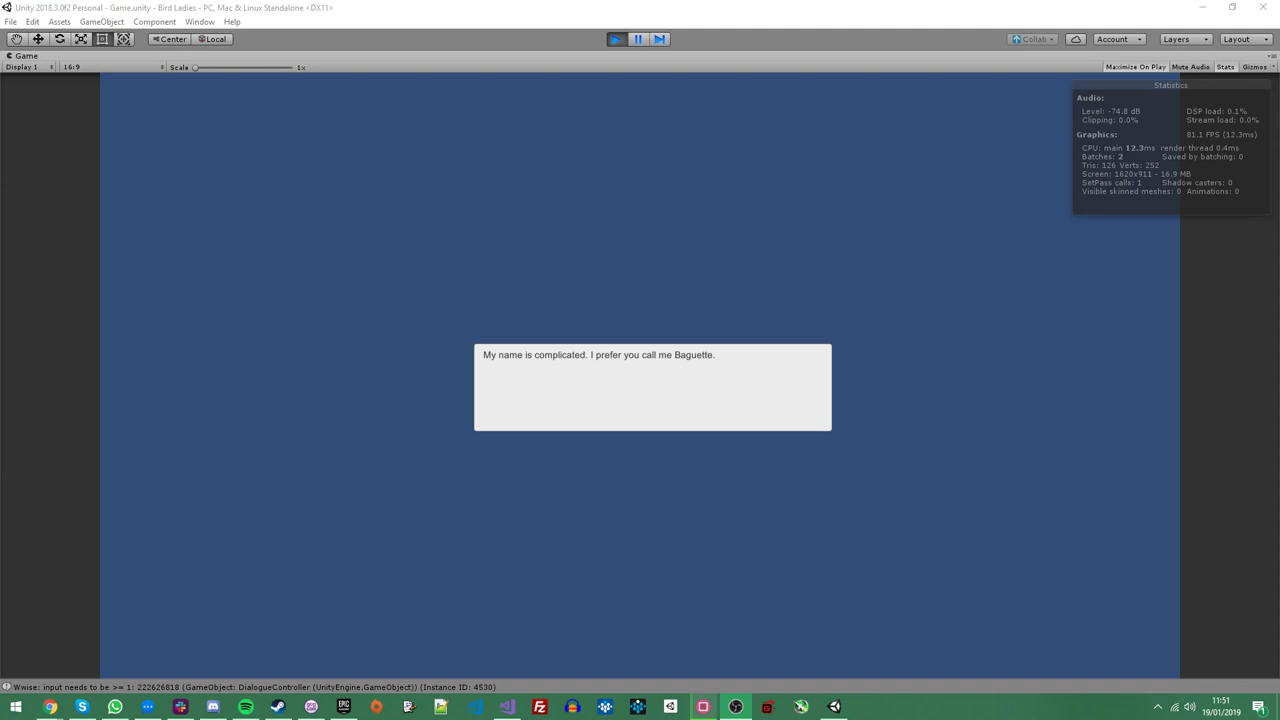 Unity 2018.3.0f2 Personal - Game.unity - Bird Ladies - PC, Mac & Linux Standalone <DX11>
File Edit Assets GameObject Component Window Help
Center Local Collab Account Layers Layout
Game
Display 1 16:9 Scale 1x Maximize On Play Mute Audio Stats Gizmos
Statistics
Audio:
Level: -74.8 dB DSP load: 0.1%
Clipping: 0.0% Stream load: 0.0%
Graphics: 81.1 FPS (12.3ms)
CPU: main 12.3ms render thread 0.4ms
Batches: 2 Saved by batching: 0
Tris: 126 Verts: 252
Screen: 1620x911 - 16.9 MB
SetPass calls: 1 Shadow casters: 0
Visible skinned meshes: 0 Animations: 0
My name is complicated. I prefer you call me Baguette.
Wwise: input needs to be >= 1: 222626818 (GameObject: DialogueController (UnityEngine.GameObject)) (Instance ID: 4530)
11:51
19/01/2019